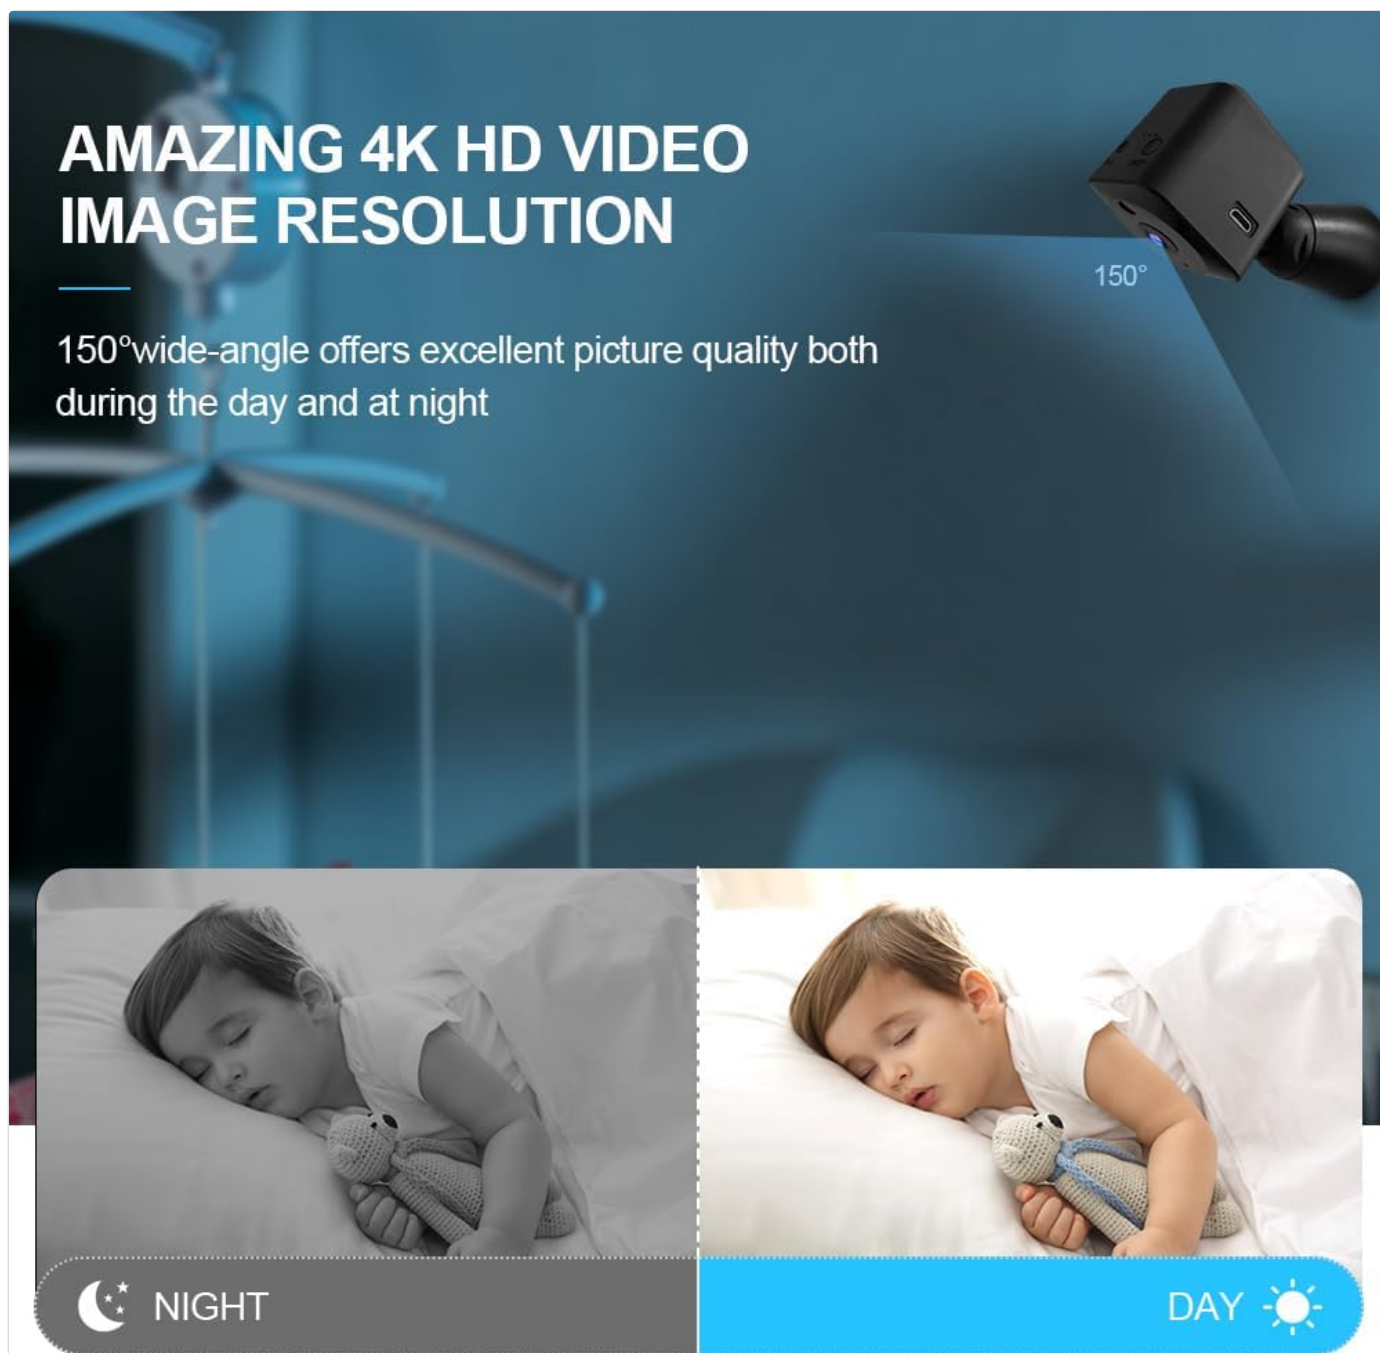 AMAZING 4K HD VIDEO
IMAGE RESOLUTION
150°
150°wide-angle offers excellent picture quality both
during the day and at night
NIGHT
DAY